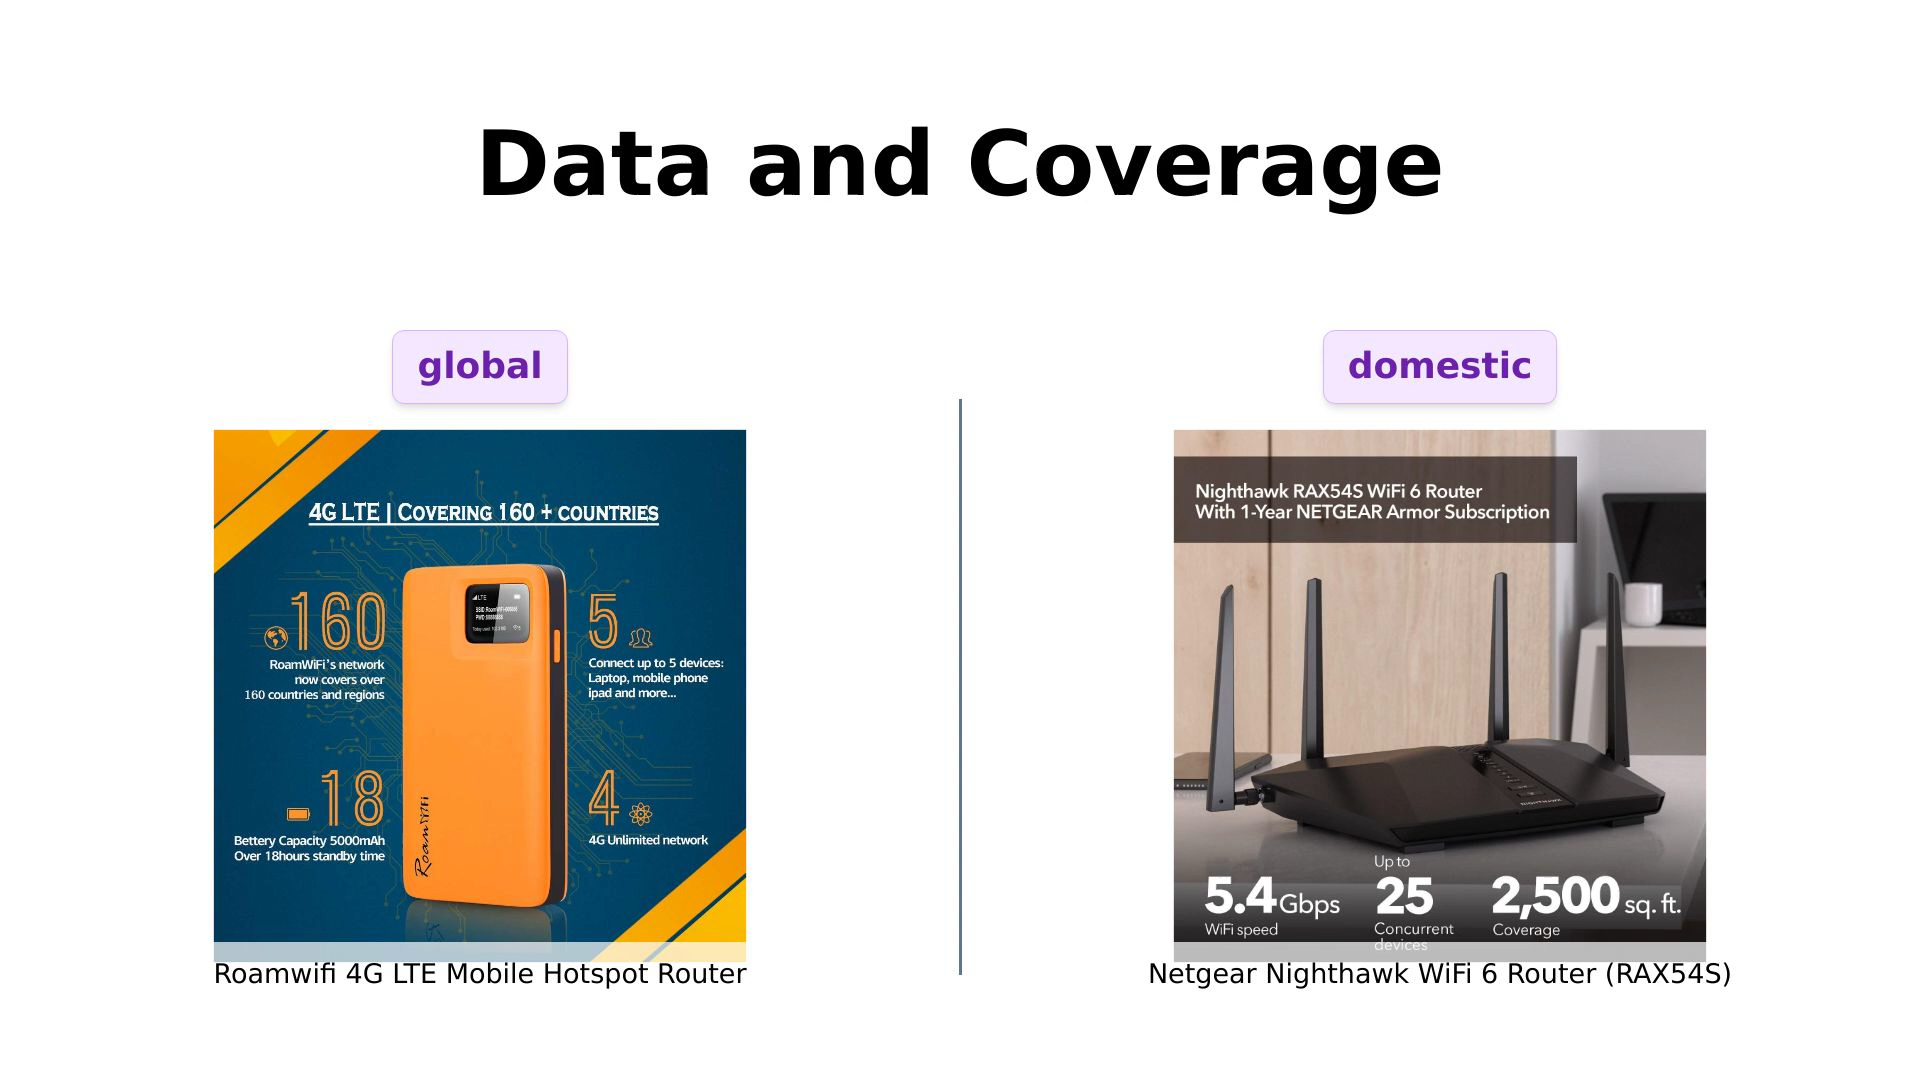 Data and Coverage
global
domestic
4G LTE | COVERING 160 + COUNTRIES
160
RoamWiFi's network
now covers over
160 countries and regions
5
Connect up to 5 devices:
Laptop, mobile phone
ipad and more...
18
Bettery Capacity 5000mAh
Over 18hours standby time
4
4G Unlimited network
LTE
RoamWiFi
Roamwifi 4G LTE Mobile Hotspot Router
Nighthawk RAX54S WiFi 6 Router
With 1-Year NETGEAR Armor Subscription
NIGHTHAWK
5.4 Gbps
WiFi speed
Up to
25
Concurrent
devices
2,500 sq. ft.
Coverage
Netgear Nighthawk WiFi 6 Router (RAX54S)